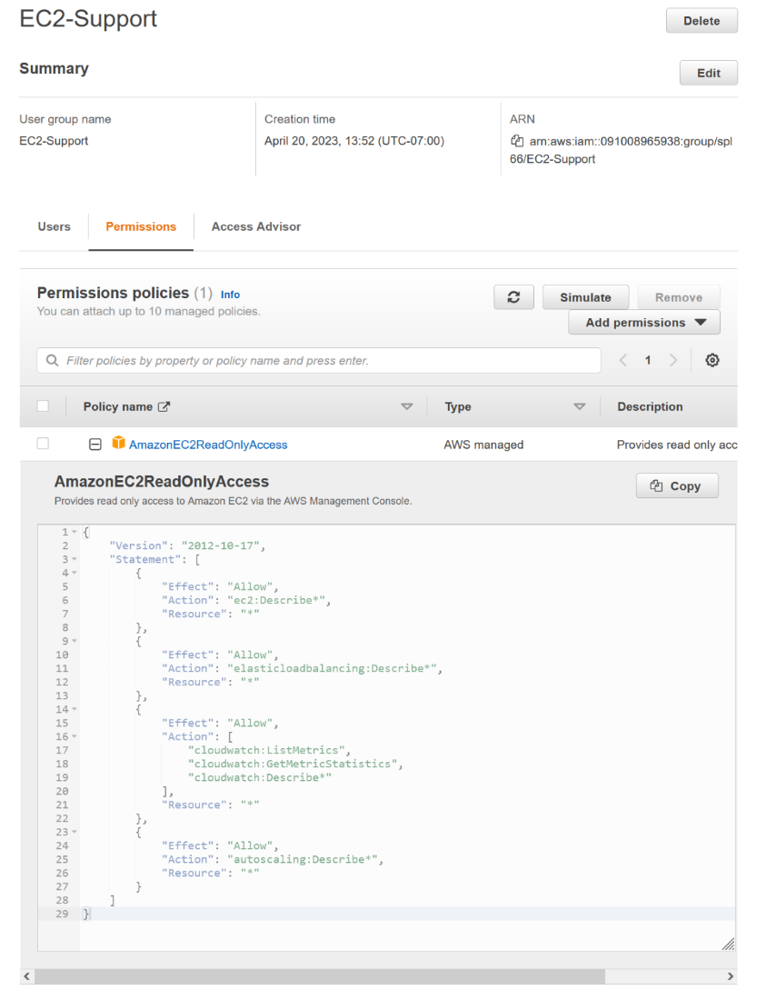 EC2-Support
Delete
Summary
Edit
User group name
EC2-Support
Creation time
April 20, 2023, 13:52 (UTC-07:00)
ARN
arn:aws:iam::091008965938:group/spl
66/EC2-Support
Users Permissions Access Advisor
Permissions policies (1) Info
You can attach up to 10 managed policies.
Simulate Remove
Add permissions
Filter policies by property or policy name and press enter.
1
Policy name Type Description
AmazonEC2ReadOnlyAccess AWS managed Provides read only acc
AmazonEC2ReadOnlyAccess
Provides read only access to Amazon EC2 via the AWS Management Console.
Copy
1 {
2 "Version": "2012-10-17",
3 "Statement": [
4 {
5 "Effect": "Allow",
6 "Action": "ec2:Describe*",
7 "Resource": "*"
8 },
9 {
10 "Effect": "Allow",
11 "Action": "elasticloadbalancing:Describe*",
12 "Resource": "*"
13 },
14 {
15 "Effect": "Allow",
16 "Action": [
17 "cloudwatch:ListMetrics",
18 "cloudwatch:GetMetricStatistics",
19 "cloudwatch:Describe*"
20 ],
21 "Resource": "*"
22 },
23 {
24 "Effect": "Allow",
25 "Action": "autoscaling:Describe*",
26 "Resource": "*"
27 }
28 ]
29 }